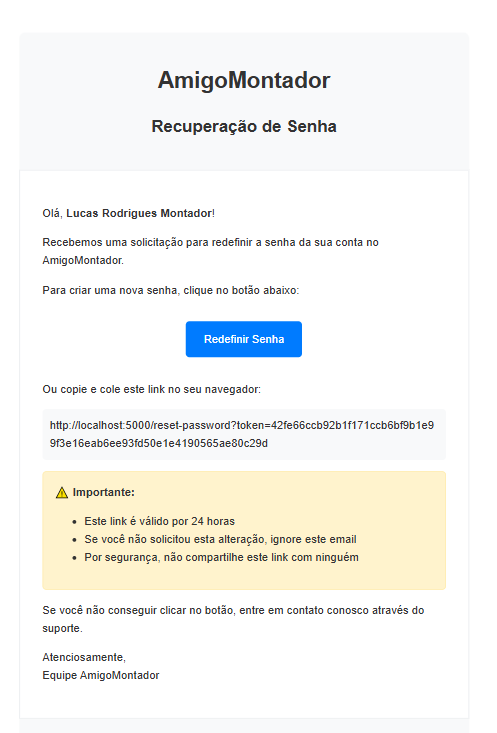 AmigoMontador
Recuperação de Senha
Olá, Lucas Rodrigues Montador!
Recebemos uma solicitação para redefinir a senha da sua conta no
AmigoMontador.
Para criar uma nova senha, clique no botão abaixo:
Redefinir Senha
Ou copie e cole este link no seu navegador:
http://localhost:5000/reset-password?token=42fe66ccb92b1f171ccb6bf9b1e9
9f3e16eab6ee93fd50e1e4190565ae80c29d
⚠ Importante:
• Este link é válido por 24 horas
• Se você não solicitou esta alteração, ignore este email
• Por segurança, não compartilhe este link com ninguém
Se você não conseguir clicar no botão, entre em contato conosco através do
suporte.
Atenciosamente,
Equipe AmigoMontador